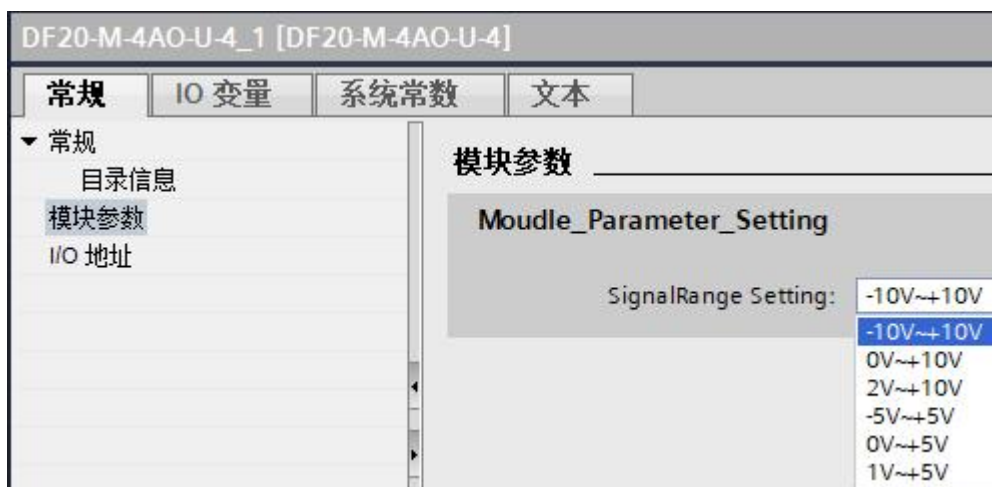 DF20-M-4AO-U-4_1 [DF20-M-4AO-U-4]
常规 IO 变量 系统常数 文本
常规
目录信息
模块参数
I/O 地址
模块参数
Moudle_Parameter_Setting
SignalRange Setting: -10V~+10V
-10V~+10V
0V~+10V
2V~+10V
-5V~+5V
0V~+5V
1V~+5V